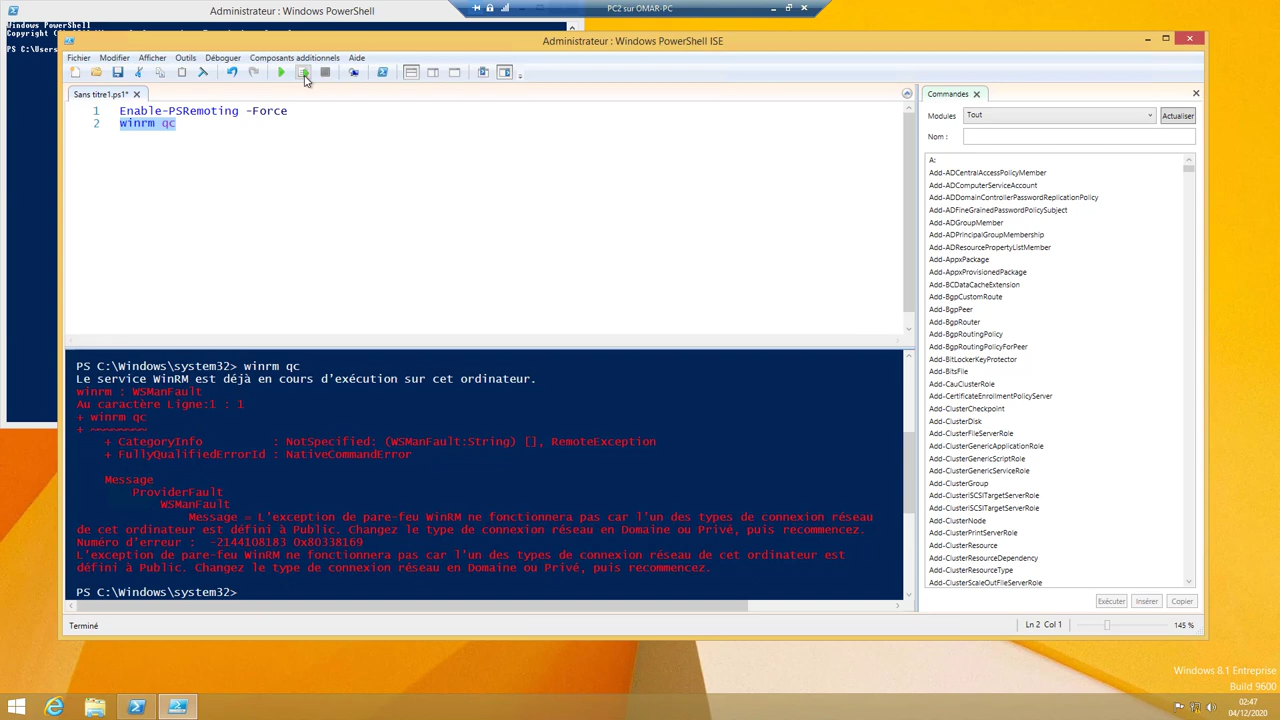 Administrateur : Windows PowerShell
PC2 sur OMAR-PC
Windows PowerShell
Copyright (
PS C:\Users
Administrateur : Windows PowerShell ISE
Fichier Modifier Afficher Outils Déboguer Composants additionnels Aide
Sans titre1.ps1*
1 Enable-PSRemoting -Force
2 winrm qc
PS C:\Windows\system32> winrm qc
Le service WinRM est déjà en cours d'exécution sur cet ordinateur.
winrm : WSManFault
Au caractère Ligne:1 : 1
+ winrm qc
+ ~~~~~~~~
+ CategoryInfo : NotSpecified: (WSManFault:String) [], RemoteException
+ FullyQualifiedErrorId : NativeCommandError
Message
ProviderFault
WSManFault
Message = L'exception de pare-feu WinRM ne fonctionnera pas car l'un des types de connexion réseau
de cet ordinateur est défini à Public. Changez le type de connexion réseau en Domaine ou Privé, puis recommencez.
Numéro d'erreur : -2144108183 0x80338169
L'exception de pare-feu WinRM ne fonctionnera pas car l'un des types de connexion réseau de cet ordinateur est
défini à Public. Changez le type de connexion réseau en Domaine ou Privé, puis recommencez.
PS C:\Windows\system32>
Terminé
Ln 2 Col 1
145 %
Commandes
Modules : Tout Actualiser
Nom :
A:
Add-ADCentralAccessPolicyMember
Add-ADComputerServiceAccount
Add-ADDomainControllerPasswordReplicationPolicy
Add-ADFineGrainedPasswordPolicySubject
Add-ADGroupMember
Add-ADPrincipalGroupMembership
Add-ADResourcePropertyListMember
Add-AppxPackage
Add-AppxProvisionedPackage
Add-BCDataCacheExtension
Add-BgpCustomRoute
Add-BgpPeer
Add-BgpRouter
Add-BgpRoutingPolicy
Add-BgpRoutingPolicyForPeer
Add-BitLockerKeyProtector
Add-BitsFile
Add-CauClusterRole
Add-CertificateEnrollmentPolicyServer
Add-ClusterCheckpoint
Add-ClusterDisk
Add-ClusterFileServerRole
Add-ClusterGenericApplicationRole
Add-ClusterGenericScriptRole
Add-ClusterGenericServiceRole
Add-ClusterGroup
Add-ClusteriSCSITargetServerRole
Add-ClusterNode
Add-ClusterPrintServerRole
Add-ClusterResource
Add-ClusterResourceDependency
Add-ClusterResourceType
Add-ClusterScaleOutFileServerRole
Exécuter Insérer Copier
Windows 8.1 Entreprise
Build 9600
02:47
04/12/2020